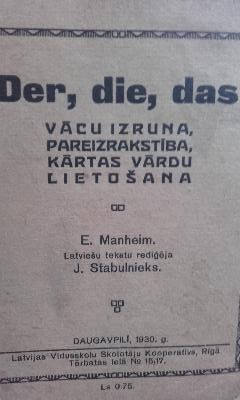 Der, die, das
VĀCU IZRUNA,
PAREIZRAKSTĪBA,
KĀRTAS VĀRDU
LIETOŠANA
E. Manheim.
Latviešu tekstu rediģēja
J. Stabulnieks.
DAUGAVPILĪ, 1930. g.
Latvijas Vidusskolu Skolotāju Kooperatīvs, Rīgā
Tērbatas ielā № 15/17.
Ls 0.75.